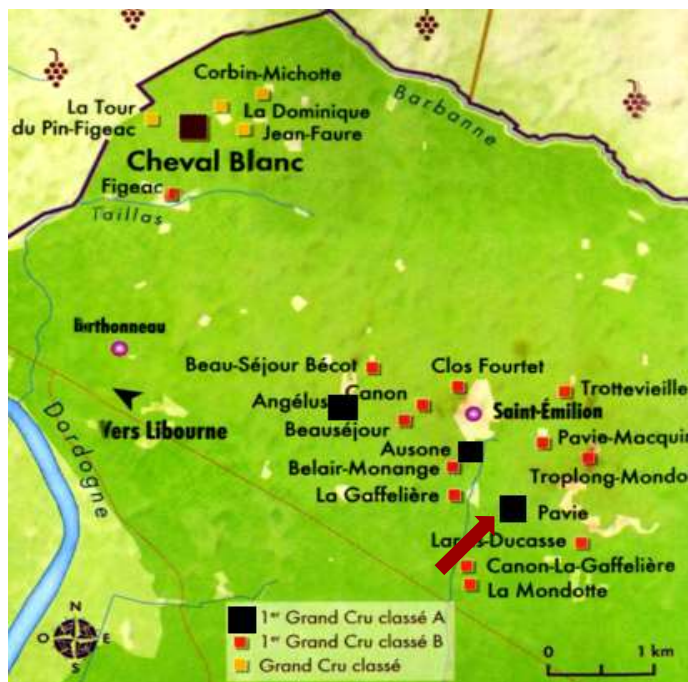 Corbin-Michotte
La Tour
du Pin-Figeac
La Dominique
Jean-Faure
Cheval Blanc
Barbanne
Figeac
Taillas
Berthonneau
Vers Libourne
Dordogne
Beau-Séjour Bécot
Clos Fourtet
Trottevieille
Angélus
Canon
Saint-Émilion
Beauséjour
Ausone
Pavie-Macquin
Belair-Monange
Troplong-Mondo
La Gaffelière
Pavie
Larcis-Ducasse
Canon-La-Gaffelière
La Mondotte
N
O E
S
1er Grand Cru classé A
1er Grand Cru classé B
Grand Cru classé
0 1 km